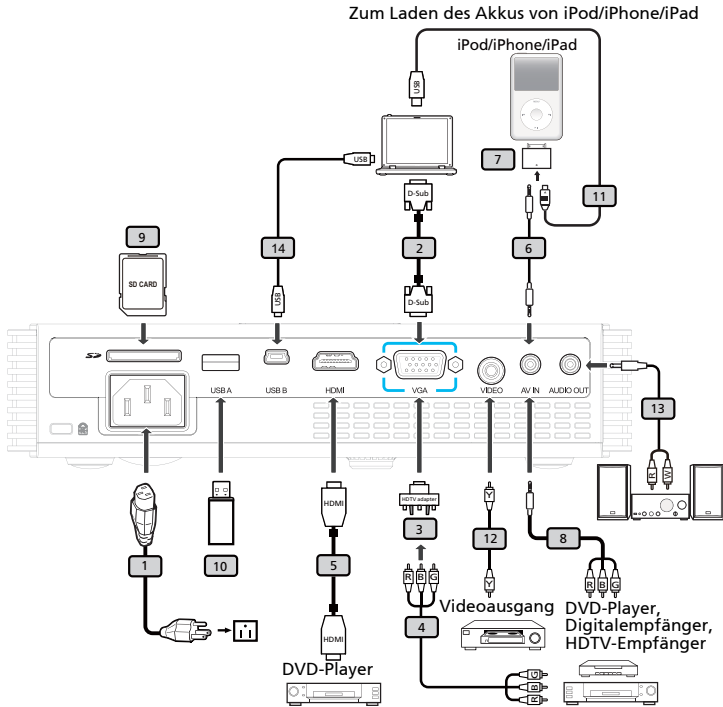 Zum Laden des Akkus von iPod/iPhone/iPad
iPod/iPhone/iPad
USB
7
USB
D-Sub
11
9
14
2
6
SD CARD
USB
D-Sub
SD
USB A
USB B
HDMI
VGA
VIDEO
AV IN
AUDIO OUT
13
R
W
HDMI
HDTV adapter
Y
3
1
10
5
12
8
R
B
G
R
B
G
4
Y
HDMI
Videoausgang
DVD-Player,
Digitalempfänger,
HDTV-Empfänger
DVD-Player
G
B
R